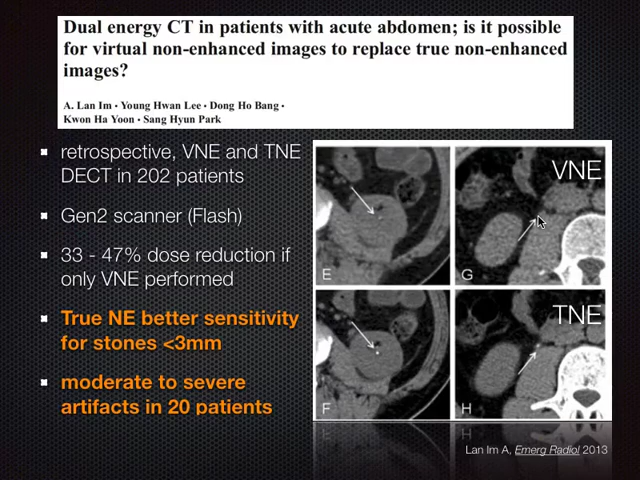 Dual energy CT in patients with acute abdomen; is it possible
for virtual non-enhanced images to replace true non-enhanced
images?
A. Lan Im • Young Hwan Lee • Dong Ho Bang •
Kwon Ha Yoon • Sang Hyun Park
retrospective, VNE and TNE
DECT in 202 patients
Gen2 scanner (Flash)
33 - 47% dose reduction if
only VNE performed
True NE better sensitivity
for stones <3mm
moderate to severe
artifacts in 20 patients
VNE
E
G
TNE
F
H
Lan Im A, Emerg Radiol 2013